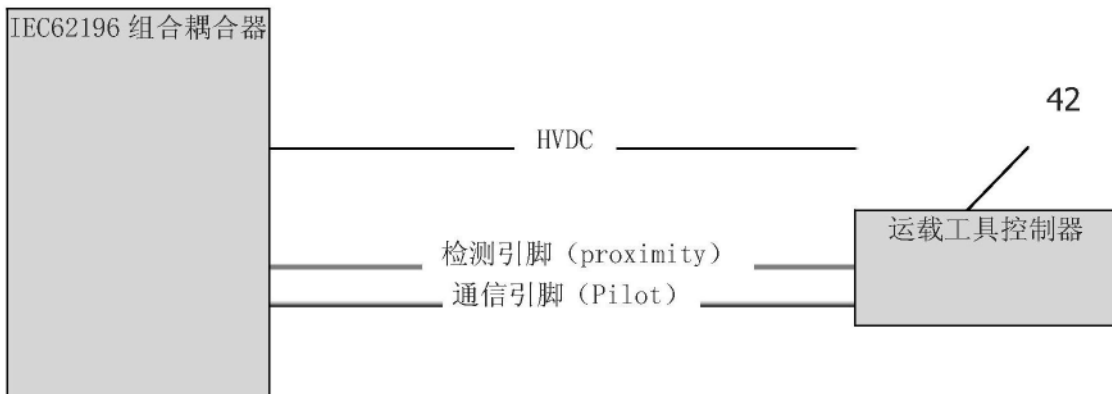 IEC62196 组合耦合器
42
HVDC
运载工具控制器
检测引脚（proximity）
通信引脚（Pilot）